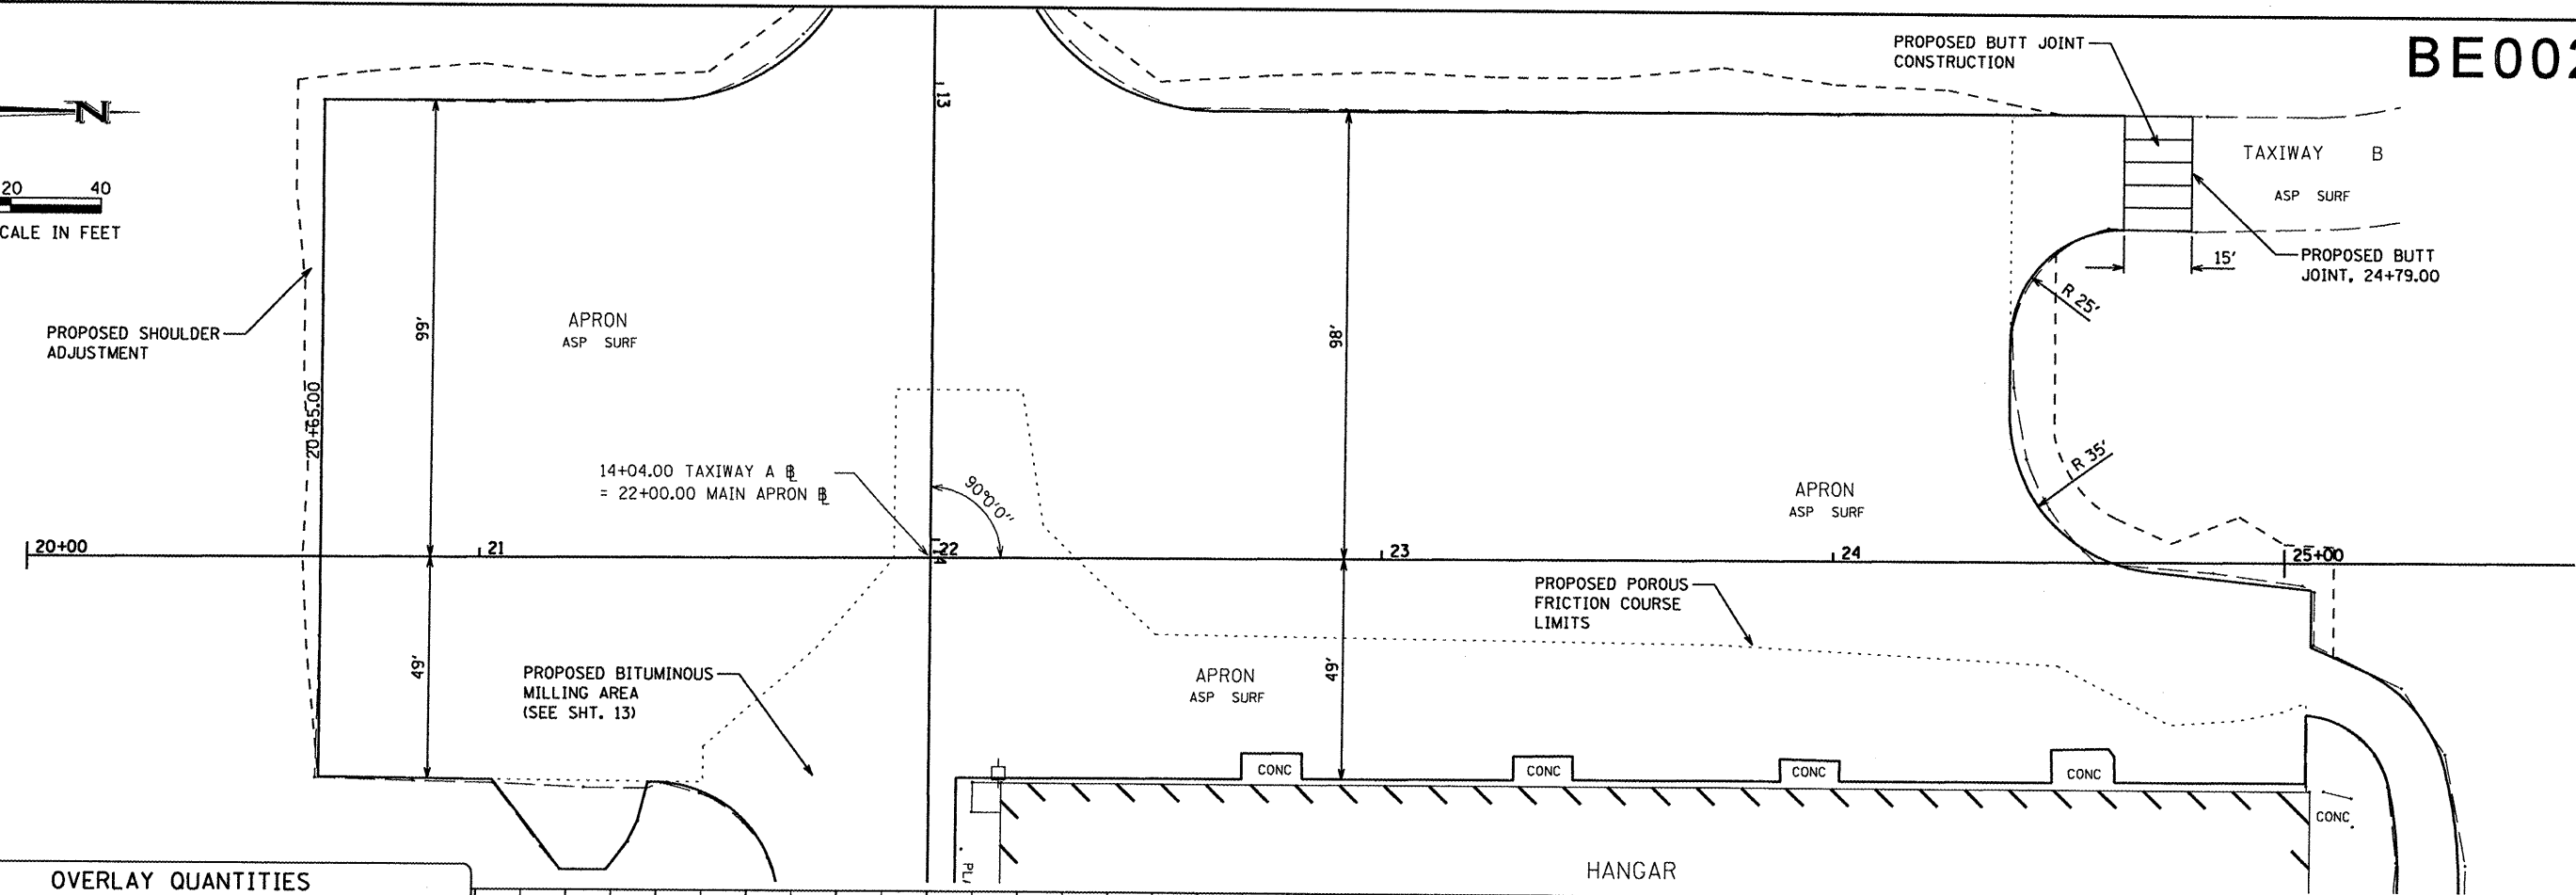 PROPOSED BUTT JOINT
CONSTRUCTION
BE002
N
13
20 40
CALE IN FEET
TAXIWAY B
ASP SURF
15'
PROPOSED BUTT
JOINT, 24+79.00
R 25'
PROPOSED SHOULDER
ADJUSTMENT
99'
APRON
ASP SURF
98'
20+65.00
R 35'
14+04.00 TAXIWAY A ⅊
= 22+00.00 MAIN APRON ⅊
90°0'0"
APRON
ASP SURF
20+00
21
22
14
23
24
25+00
PROPOSED POROUS
FRICTION COURSE
LIMITS
49'
PROPOSED BITUMINOUS
MILLING AREA
(SEE SHT. 13)
APRON
ASP SURF
49'
CONC
CONC
CONC
CONC
CONC.
HANGAR
OVERLAY QUANTITIES